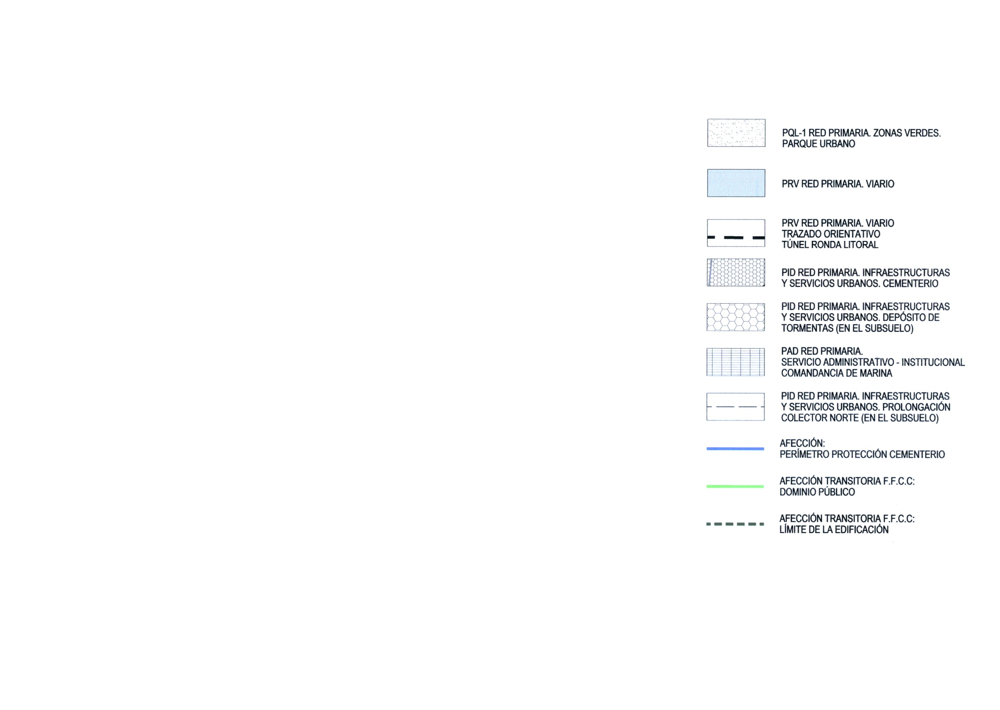 PQL-1 RED PRIMARIA. ZONAS VERDES.
PARQUE URBANO
PRV RED PRIMARIA. VIARIO
PRV RED PRIMARIA. VIARIO
TRAZADO ORIENTATIVO
TÚNEL RONDA LITORAL
PID RED PRIMARIA. INFRAESTRUCTURAS
Y SERVICIOS URBANOS. CEMENTERIO
PID RED PRIMARIA. INFRAESTRUCTURAS
Y SERVICIOS URBANOS. DEPÓSITO DE
TORMENTAS (EN EL SUBSUELO)
PAD RED PRIMARIA.
SERVICIO ADMINISTRATIVO - INSTITUCIONAL
COMANDANCIA DE MARINA
PID RED PRIMARIA. INFRAESTRUCTURAS
Y SERVICIOS URBANOS. PROLONGACIÓN
COLECTOR NORTE (EN EL SUBSUELO)
AFECCIÓN:
PERÍMETRO PROTECCIÓN CEMENTERIO
AFECCIÓN TRANSITORIA F.F.C.C:
DOMINIO PÚBLICO
AFECCIÓN TRANSITORIA F.F.C.C:
LÍMITE DE LA EDIFICACIÓN